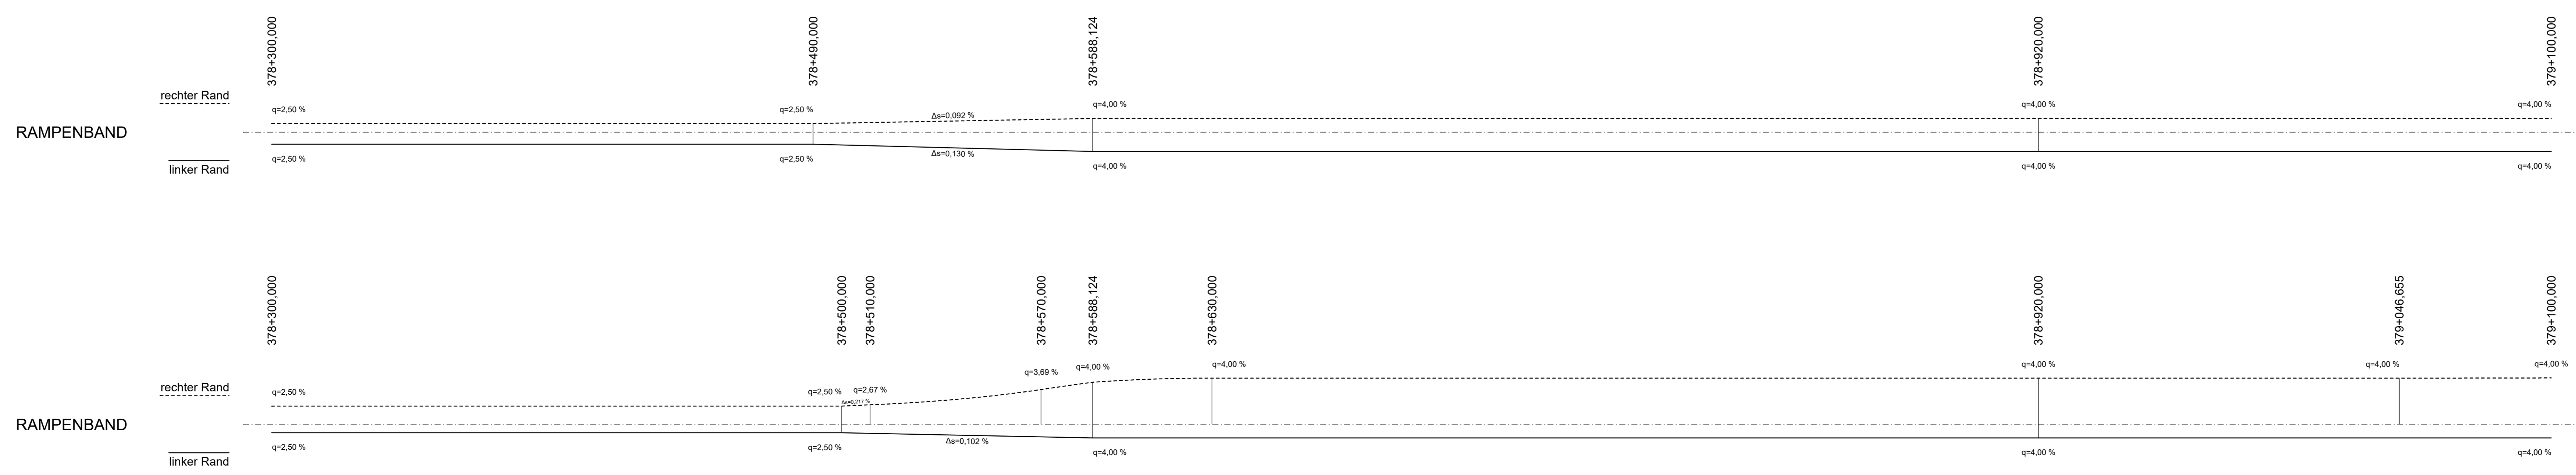 378+300,000
378+490,000
378+588,124
378+920,000
379+100,000
rechter Rand
q=2,50 %
q=2,50 %
Δs=0,092 %
q=4,00 %
q=4,00 %
q=4,00 %
RAMPENBAND
linker Rand
q=2,50 %
q=2,50 %
Δs=0,130 %
q=4,00 %
q=4,00 %
q=4,00 %
378+300,000
378+500,000
378+510,000
378+570,000
378+588,124
378+630,000
378+920,000
379+046,655
379+100,000
rechter Rand
q=2,50 %
q=2,50 %
Δs=0,217 %
q=2,67 %
q=3,69 %
q=4,00 %
q=4,00 %
q=4,00 %
q=4,00 %
q=4,00 %
RAMPENBAND
linker Rand
q=2,50 %
q=2,50 %
Δs=0,102 %
q=4,00 %
q=4,00 %
q=4,00 %